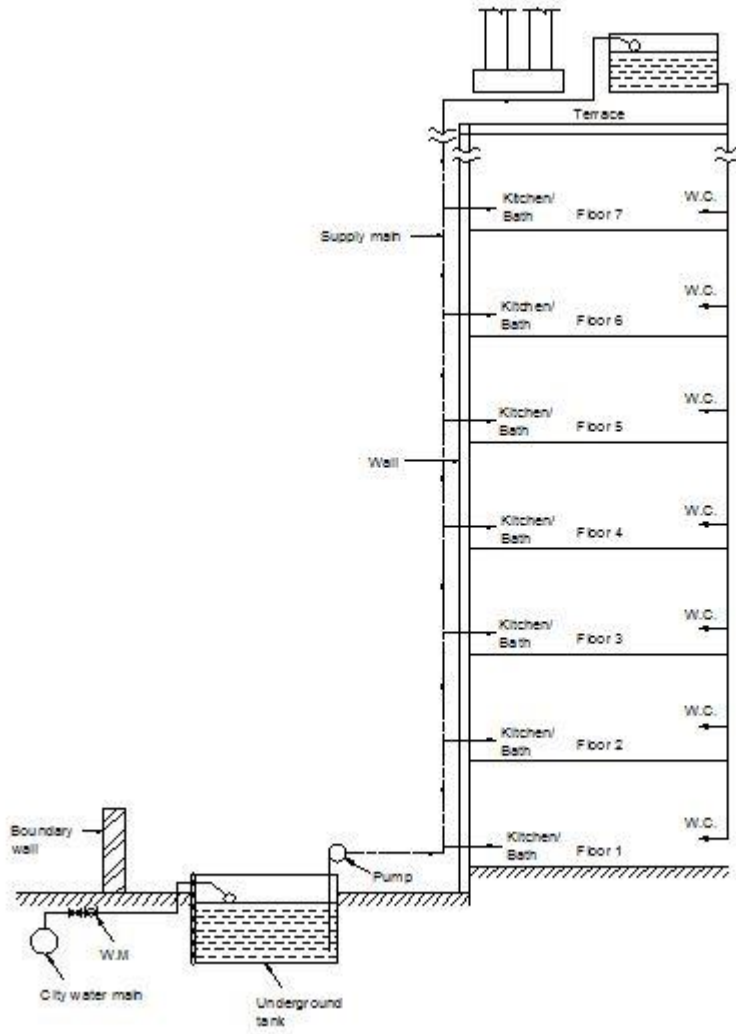 Terrace
Kitchen/
Bath
Floor 7
W.C.
Supply main
Kitchen/
Bath
Floor 6
W.C.
Kitchen/
Bath
Floor 5
W.C.
Wall
Kitchen/
Bath
Floor 4
W.C.
Kitchen/
Bath
Floor 3
W.C.
Kitchen/
Bath
Floor 2
W.C.
Boundary
wall
Kitchen/
Bath
Floor 1
W.C.
Pump
W.M
City water main
Underground
tank